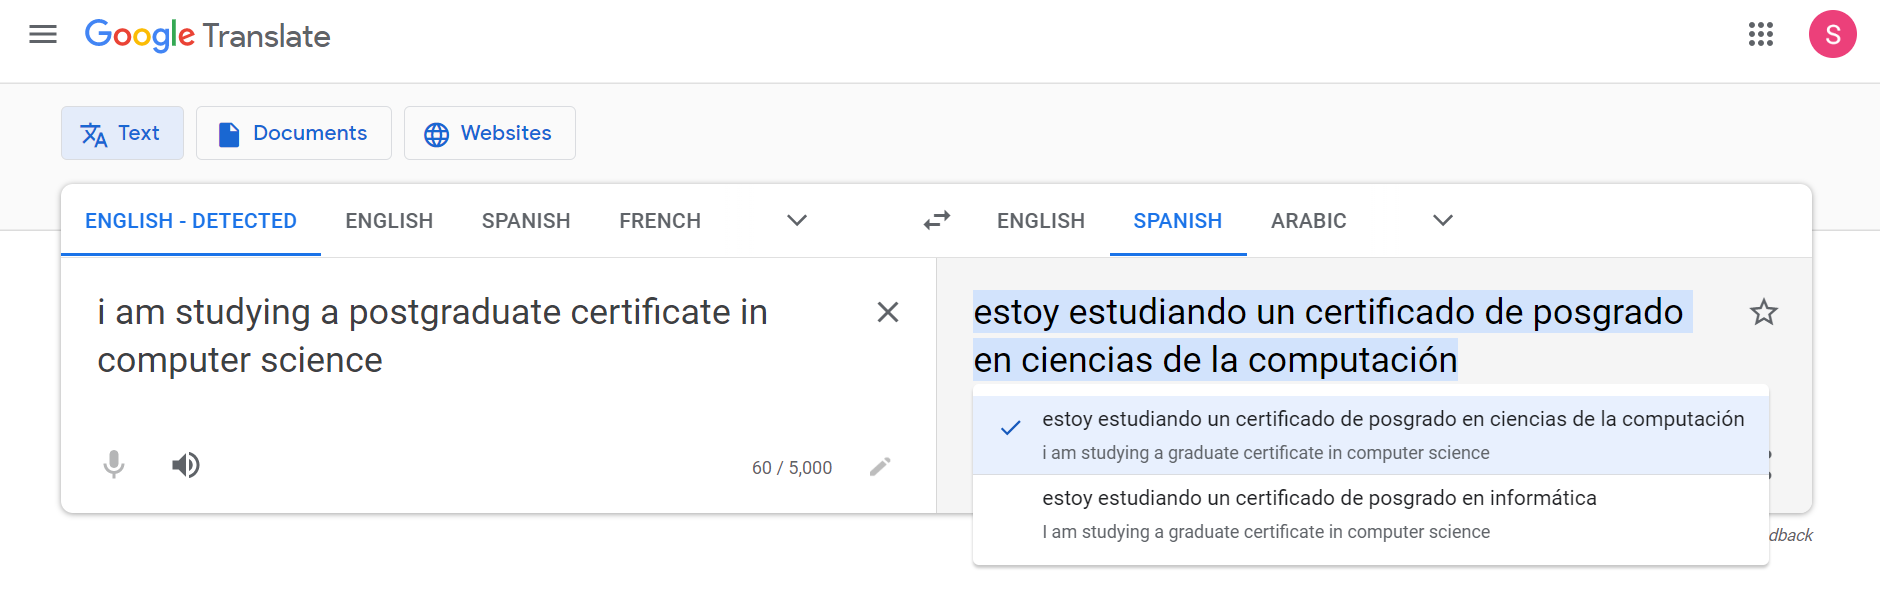 Google Translate
S
Text
Documents
Websites
ENGLISH - DETECTED
ENGLISH
SPANISH
FRENCH
ENGLISH
SPANISH
ARABIC
i am studying a postgraduate certificate in
computer science
60 / 5,000
estoy estudiando un certificado de posgrado
en ciencias de la computación
estoy estudiando un certificado de posgrado en ciencias de la computación
i am studying a graduate certificate in computer science
estoy estudiando un certificado de posgrado en informática
I am studying a graduate certificate in computer science
dback